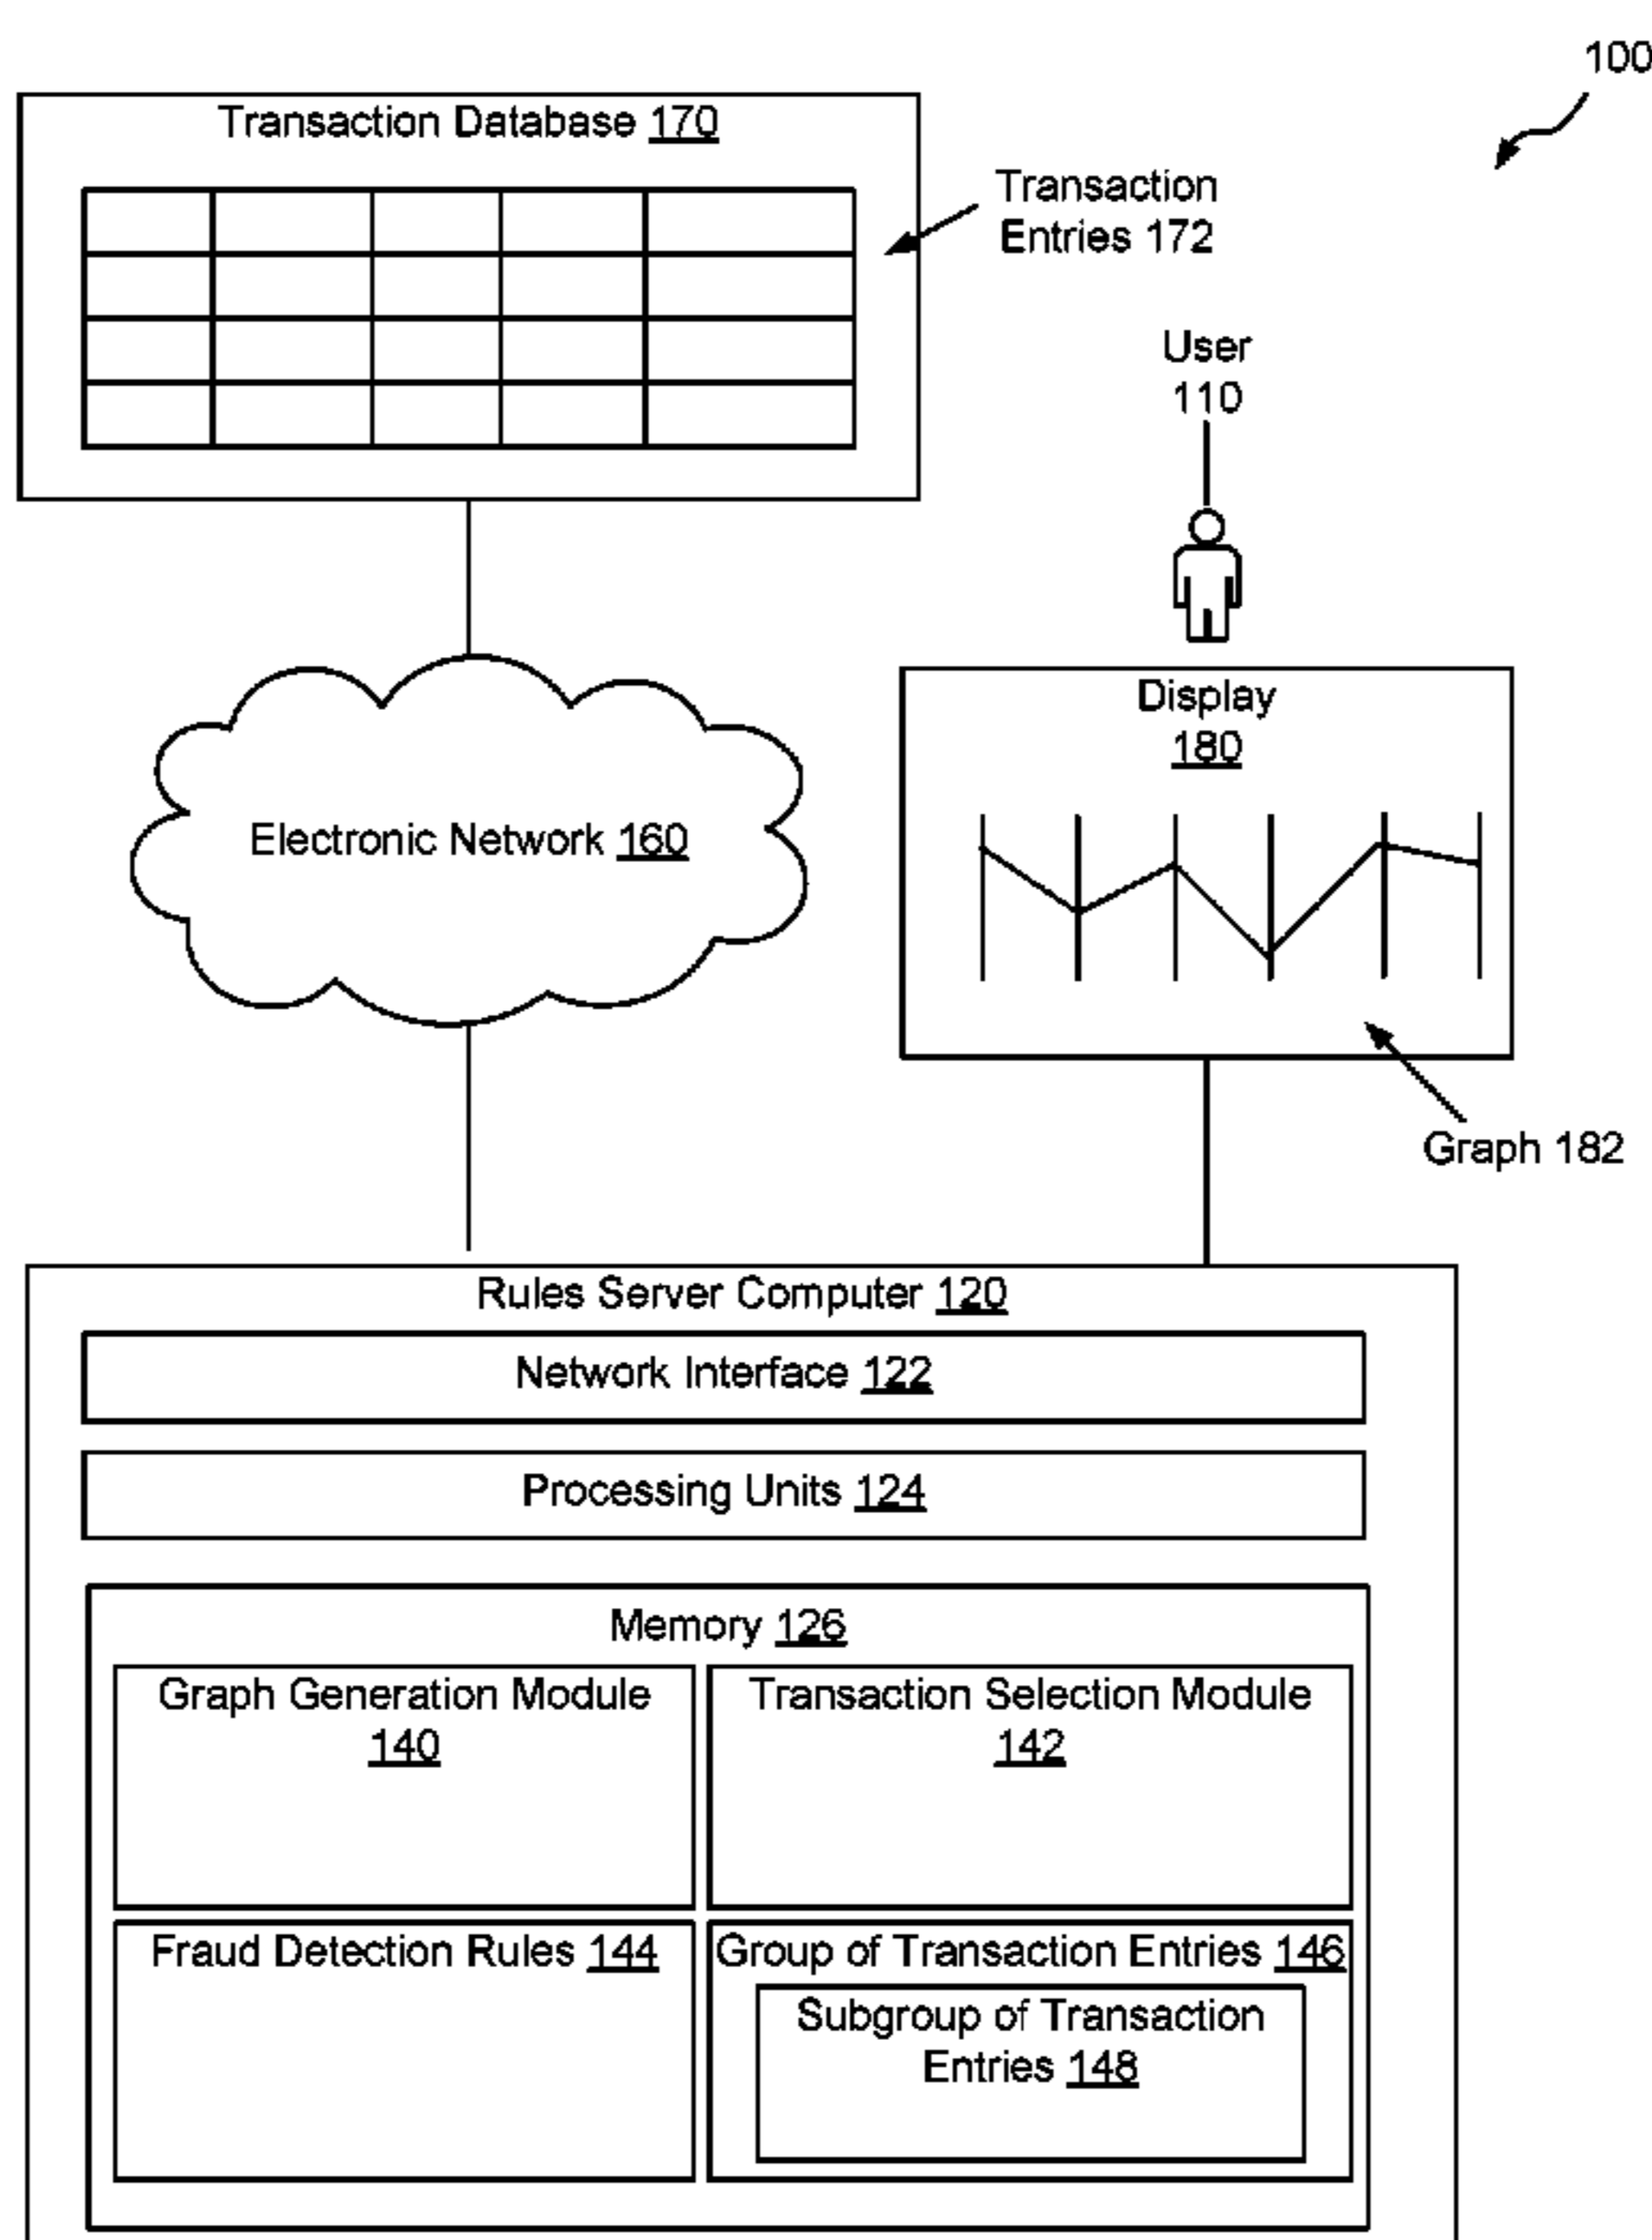 100
Transaction Database 170
Transaction
Entries 172
User
110
Display
180
Electronic Network 160
Graph 182
Rules Server Computer 120
Network Interface 122
Processing Units 124
Memory 126
Graph Generation Module
140
Transaction Selection Module
142
Fraud Detection Rules 144
Group of Transaction Entries 146
Subgroup of Transaction
Entries 148